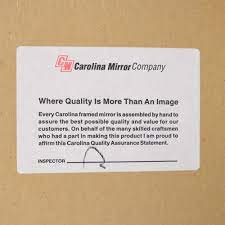 CM Carolina Mirror Company
Where Quality Is More Than An Image
Every Carolina framed mirror is assembled by hand to
assure the best possible quality and value for our
customers. On behalf of the many skilled craftsmen
who had a part in making this product I am proud to
affirm this Carolina Quality Assurance Statement.
INSPECTOR